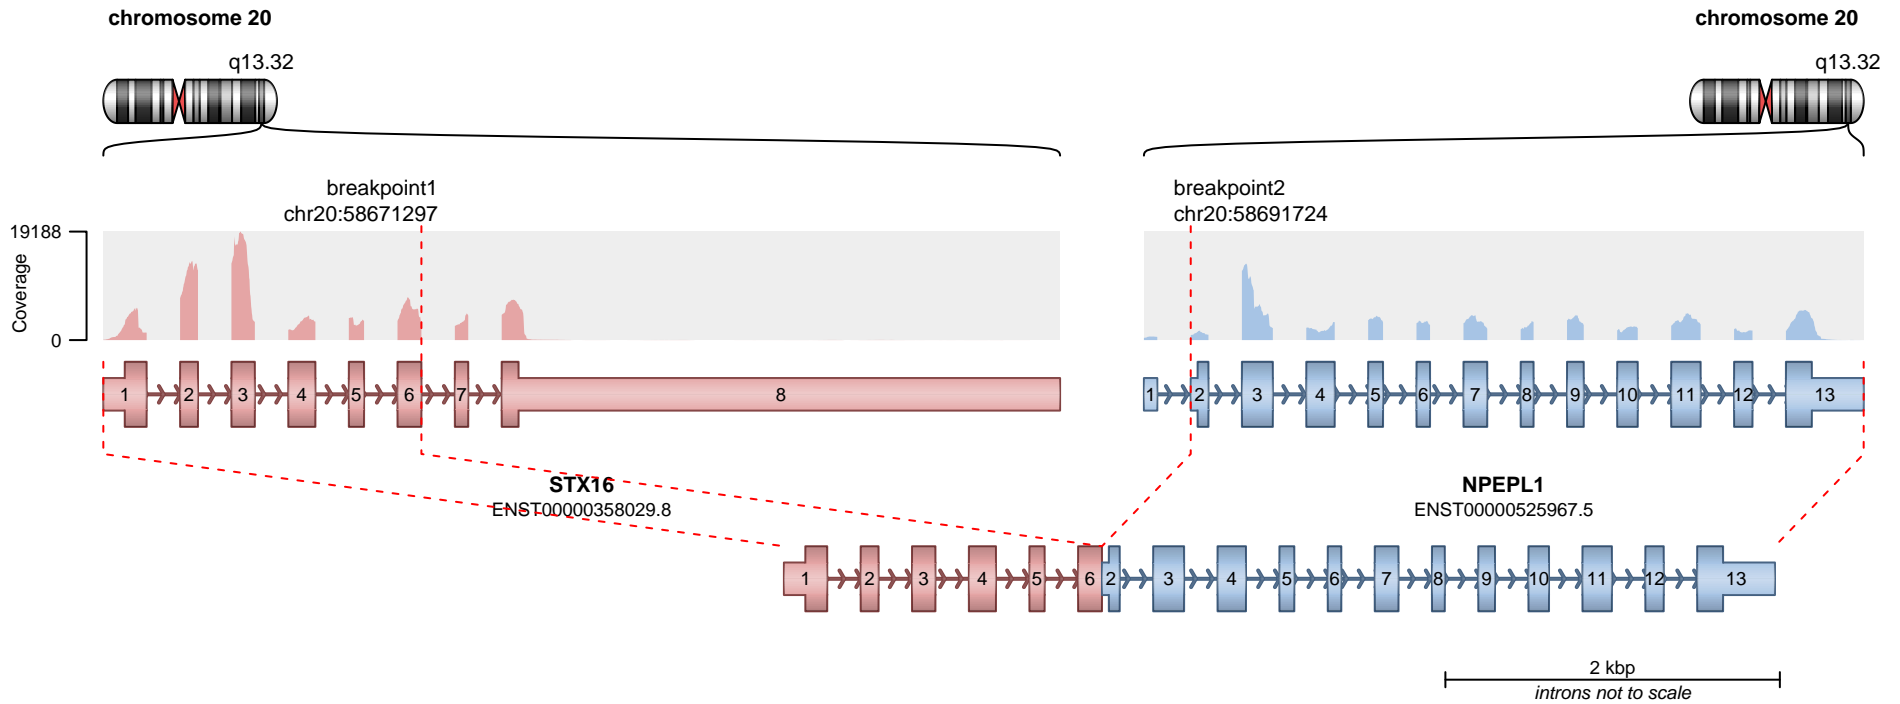 chromosome 20
chromosome 20
q13.32
q13.32
breakpoint1
chr20:58671297
breakpoint2
chr20:58691724
19188
Coverage
0
1 2 3 4 5 6 7 8
1 2 3 4 5 6 7 8 9 10 11 12 13
STX16
ENST00000358029.8
NPEPL1
ENST00000525967.5
1 2 3 4 5 6 2 3 4 5 6 7 8 9 10 11 12 13
2 kbp
introns not to scale